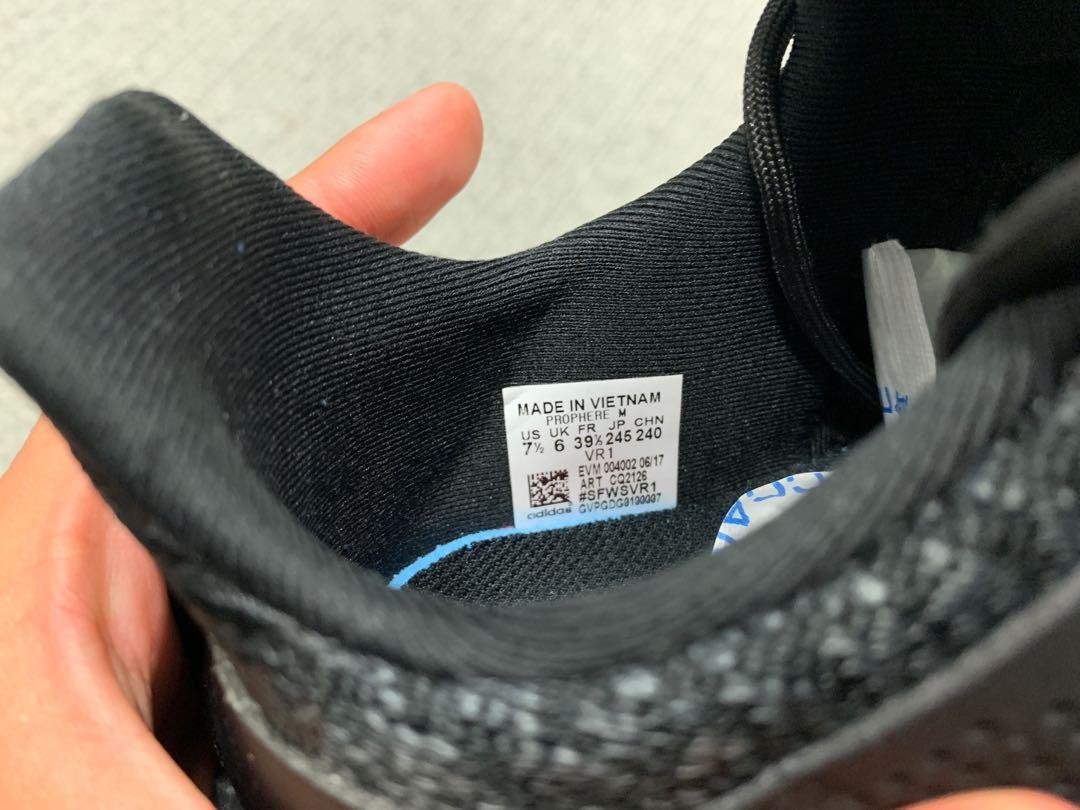 MADE IN VIETNAM
PROPHERE M
US UK FR JP CHN
7½ 6 39⅓ 245 240
VR1
EVM 004002 06/17
ART CQ2126
#SFWSVR1
adidas